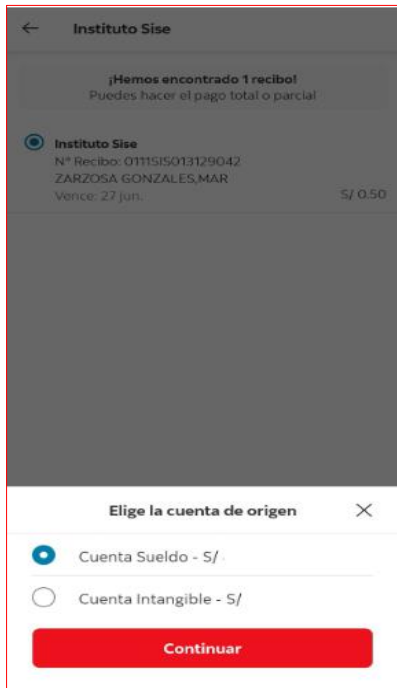 Instituto Sise
¡Hemos encontrado 1 recibo!
Puedes hacer el pago total o parcial
Instituto Sise
N° Recibo: 0111SIS013129042
ZARZOSA GONZALES,MAR
Vence: 27 jun.
S/ 0.50
Elige la cuenta de origen
Cuenta Sueldo - S/
Cuenta Intangible - S/
Continuar